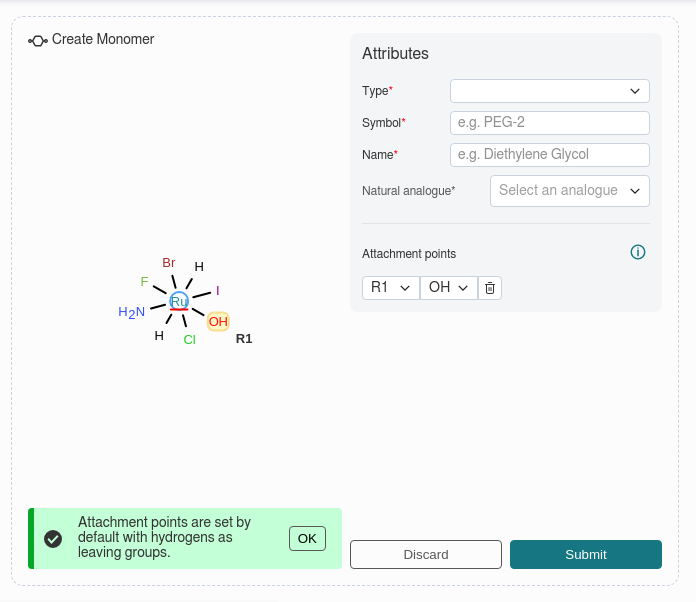 Create Monomer
Attributes
Type*
Symbol* e.g. PEG-2
Name* e.g. Diethylene Glycol
Natural analogue* Select an analogue
Attachment points
R1 OH
Br H
F I
Ru
H2N OH
H Cl R1
Attachment points are set by
default with hydrogens as
leaving groups.
OK
Discard Submit